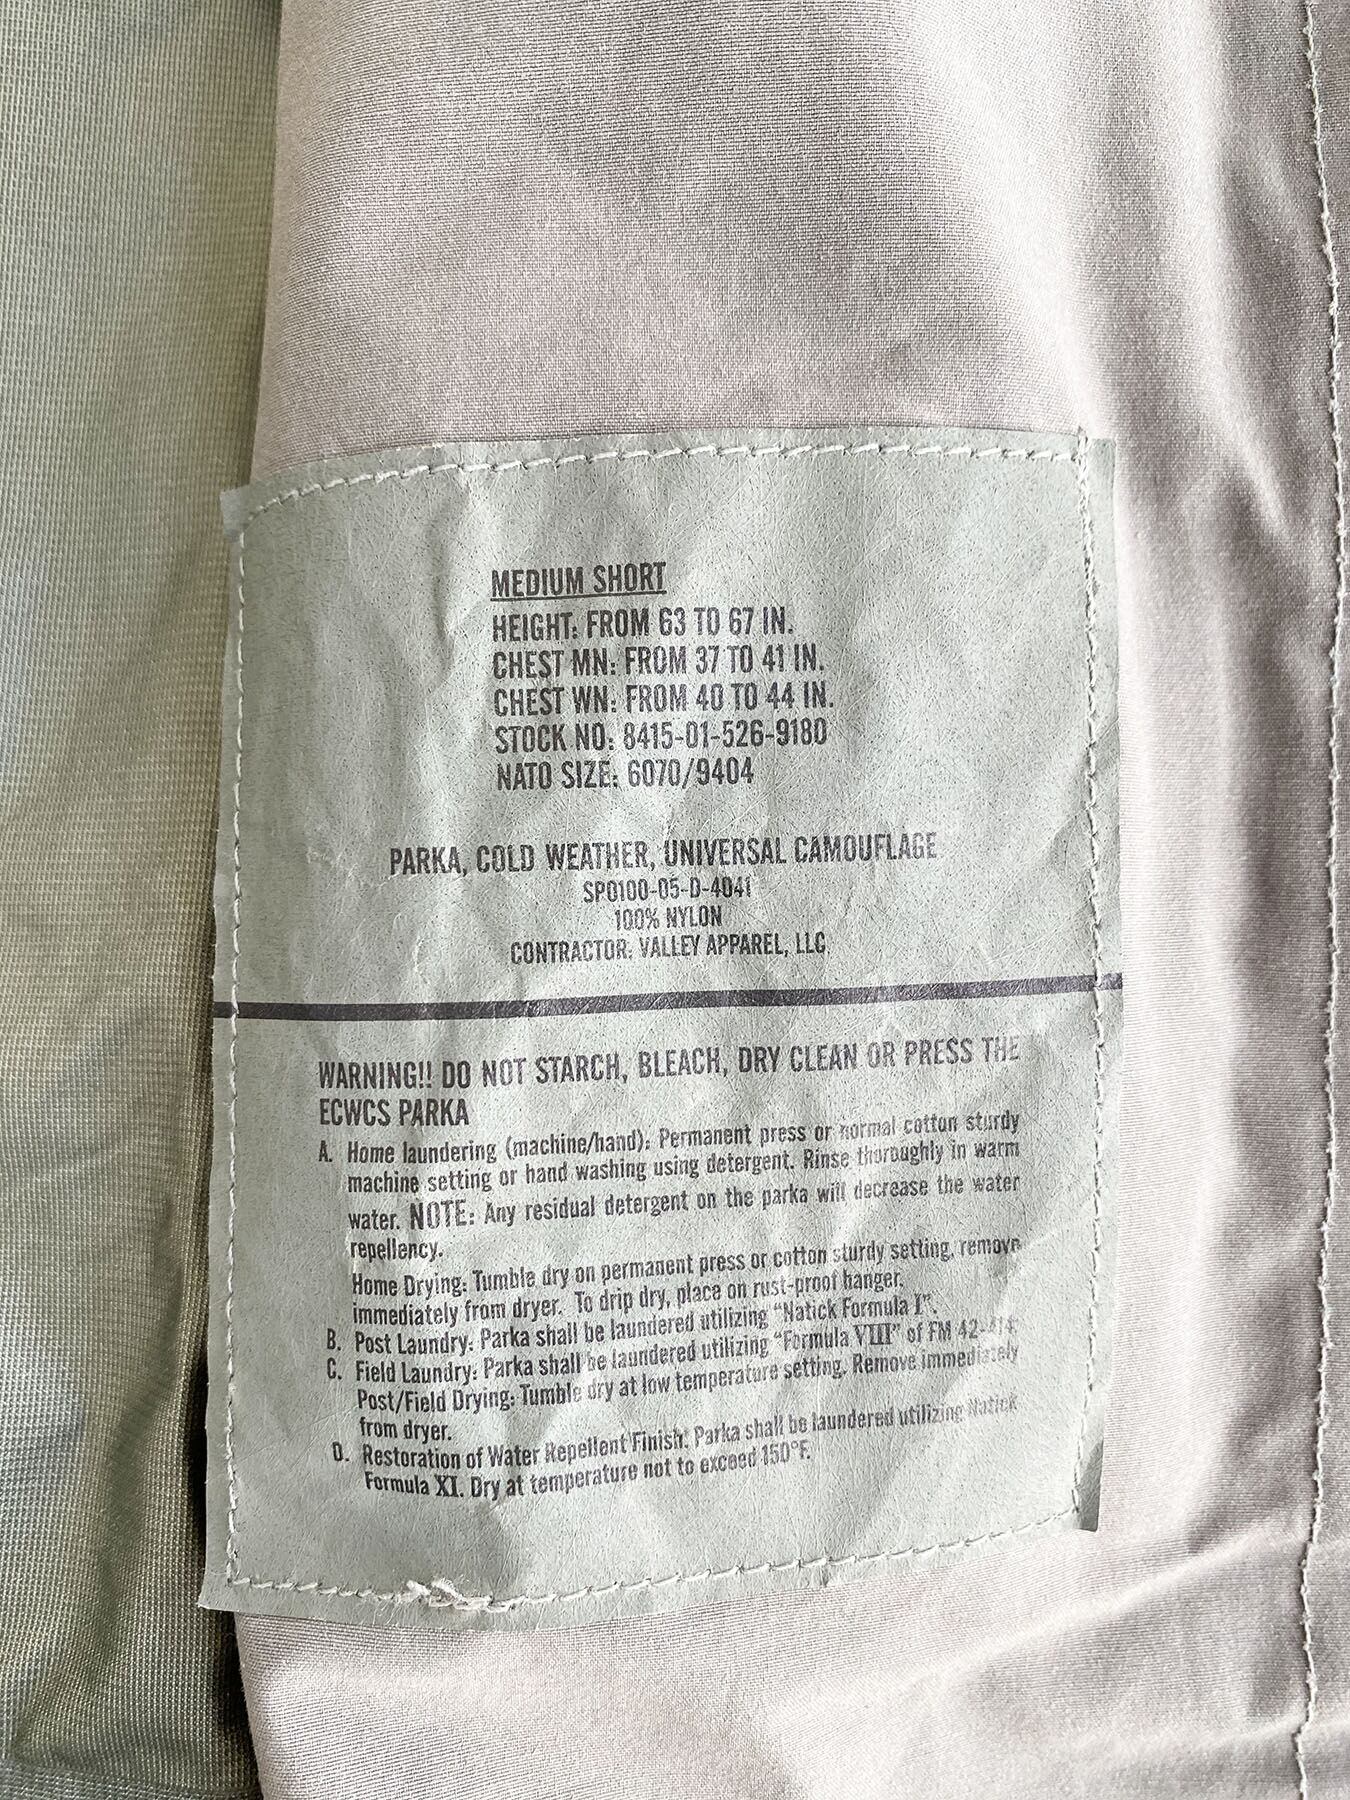 MEDIUM SHORT
HEIGHT: FROM 63 TO 67 IN.
CHEST MN: FROM 37 TO 41 IN.
CHEST WN: FROM 40 TO 44 IN.
STOCK NO: 8415-01-526-9180
NATO SIZE: 6070/9404
PARKA, COLD WEATHER, UNIVERSAL CAMOUFLAGE
SP0100-05-D-4041
100% NYLON
CONTRACTOR: VALLEY APPAREL, LLC
WARNING!! DO NOT STARCH, BLEACH, DRY CLEAN OR PRESS THE
ECWCS PARKA
A. Home laundering (machine/hand): Permanent press or normal cotton sturdy
machine setting or hand washing using detergent. Rinse thoroughly in warm
water. NOTE: Any residual detergent on the parka will decrease the water
repellency.
Home Drying: Tumble dry on permanent press or cotton sturdy setting, remove
immediately from dryer. To drip dry, place on rust-proof hanger.
B. Post Laundry: Parka shall be laundered utilizing "Natick Formula I".
C. Field Laundry: Parka shall be laundered utilizing "Formula VIII" of FM 42-414.
Post/Field Drying: Tumble dry at low temperature setting. Remove immediately
from dryer.
D. Restoration of Water Repellent Finish: Parka shall be laundered utilizing Natick
Formula XI. Dry at temperature not to exceed 150°F.